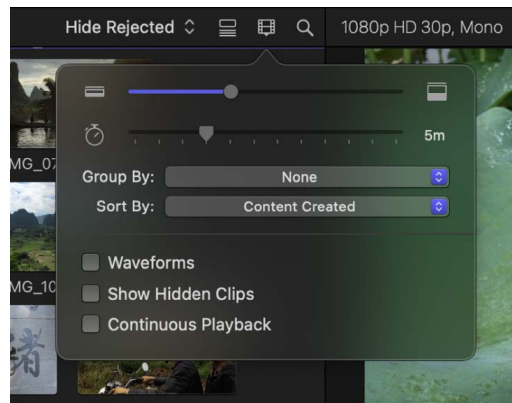 Hide Rejected
1080p HD 30p, Mono
5m
MG_07
Group By: None
Sort By: Content Created
Waveforms
MG_10
Show Hidden Clips
Continuous Playback